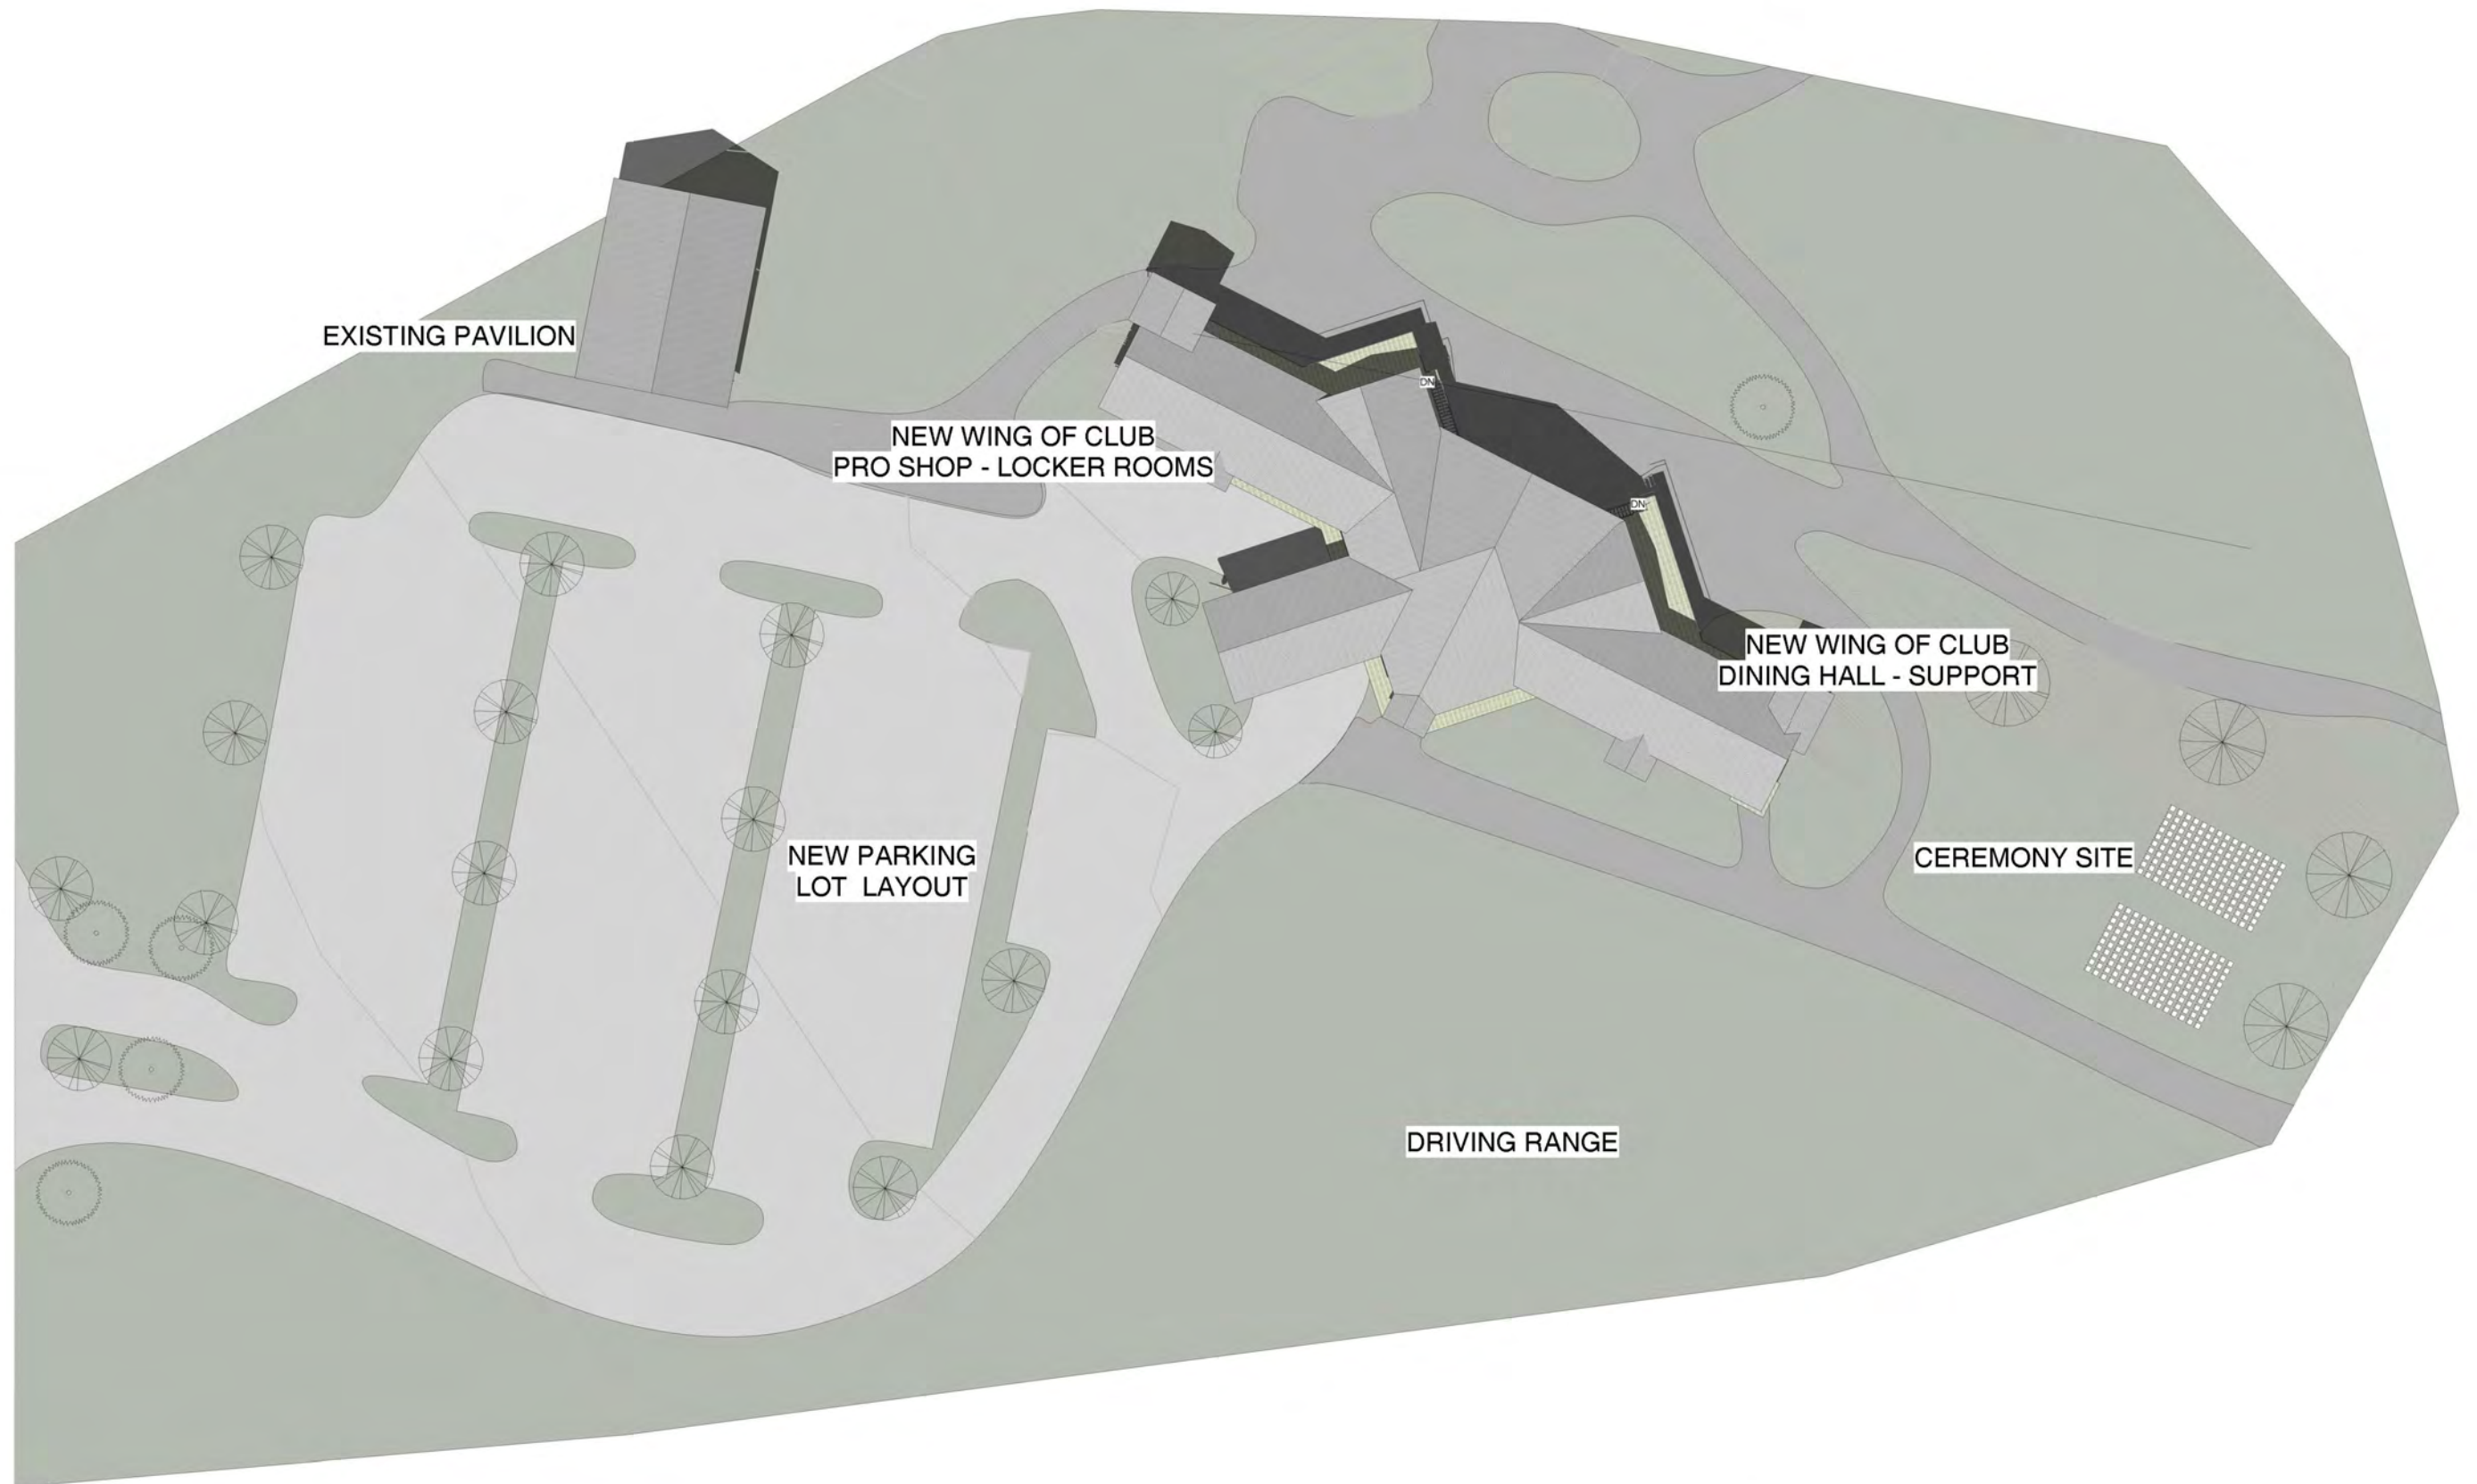 EXISTING PAVILION
DN
NEW WING OF CLUB
PRO SHOP - LOCKER ROOMS
DN
NEW WING OF CLUB
DINING HALL - SUPPORT
NEW PARKING
LOT LAYOUT
CEREMONY SITE
DRIVING RANGE